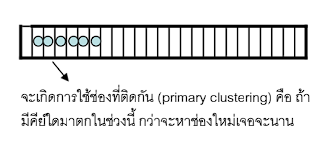 จะเกิดการใช้ช่องที่ติดกัน (primary clustering) คือ ถ้า
มีคีย์ใดมาตกในช่วงนี้ กว่าจะหาช่องใหม่เจอจะนาน